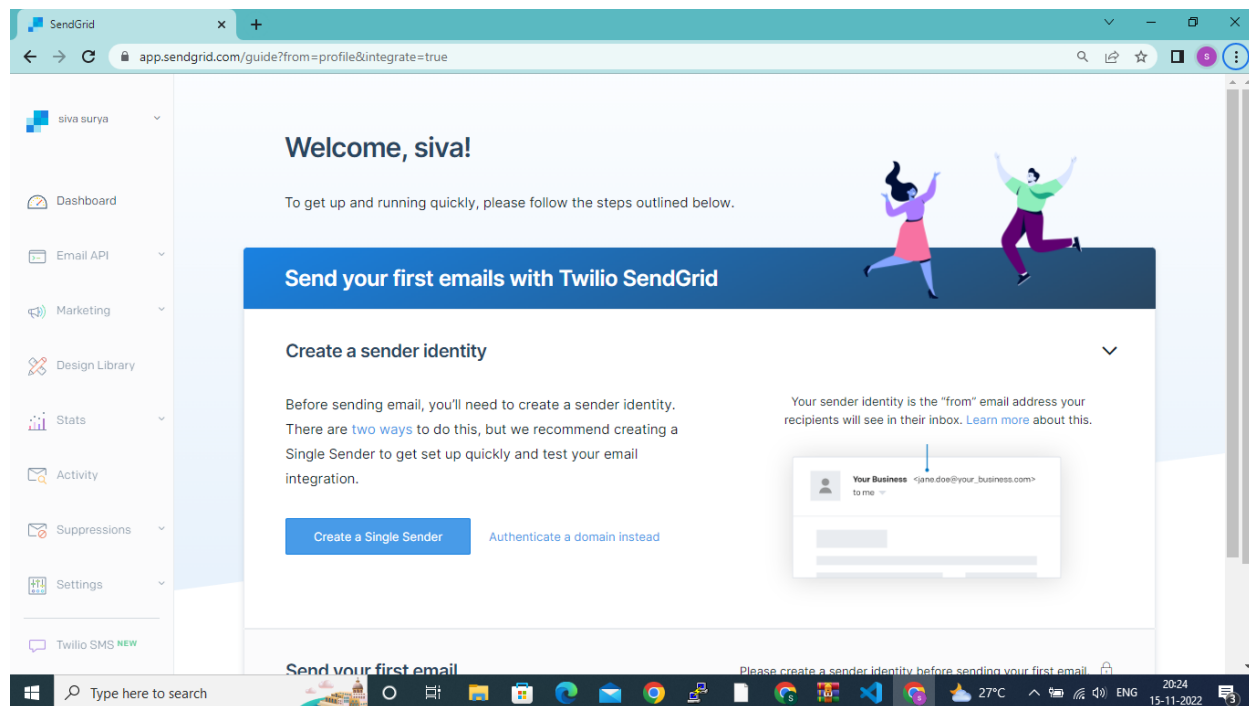 SendGrid
app.sendgrid.com/guide?from=profile&integrate=true
S
siva surya
Dashboard
Email API
Marketing
Design Library
Stats
Activity
Suppressions
Settings
Twilio SMS NEW
Welcome, siva!
To get up and running quickly, please follow the steps outlined below.
Send your first emails with Twilio SendGrid
Create a sender identity
Before sending email, you'll need to create a sender identity.
There are two ways to do this, but we recommend creating a
Single Sender to get set up quickly and test your email
integration.
Create a Single Sender
Authenticate a domain instead
Your sender identity is the "from" email address your
recipients will see in their inbox. Learn more about this.
Your Business <jane.doe@your_business.com>
to me
Send your first email
Please create a sender identity before sending your first email.
Type here to search
27°C
ENG
20:24
15-11-2022
3